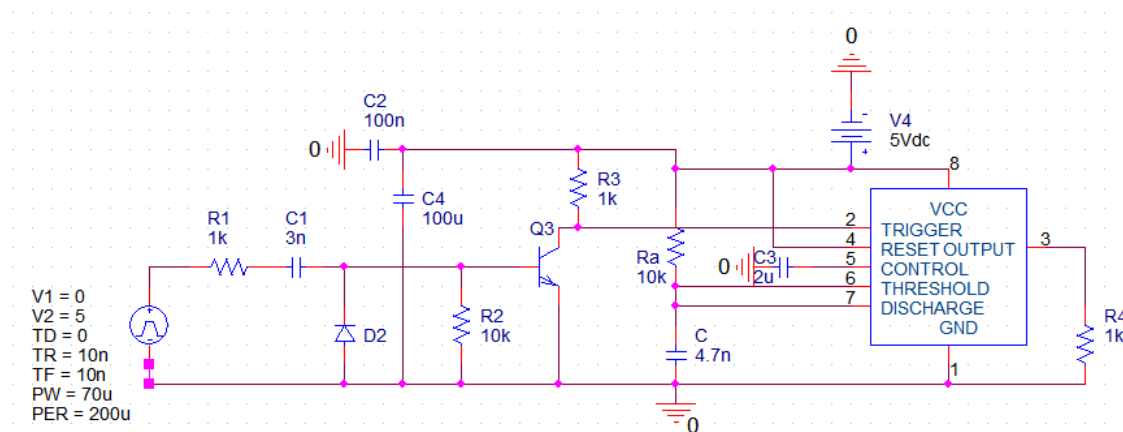 0
C2
100n
0
V4
5Vdc
-
+
8
C4
100u
R3
1k
VCC
R1
1k
C1
3n
Q3
2
TRIGGER
4
RESET OUTPUT
3
5
CONTROL
6
THRESHOLD
7
DISCHARGE
GND
Ra
10k
0
C3
2u
V1 = 0
V2 = 5
TD = 0
TR = 10n
TF = 10n
PW = 70u
PER = 200u
+
-
D2
R2
10k
C
4.7n
R4
1k
1
0